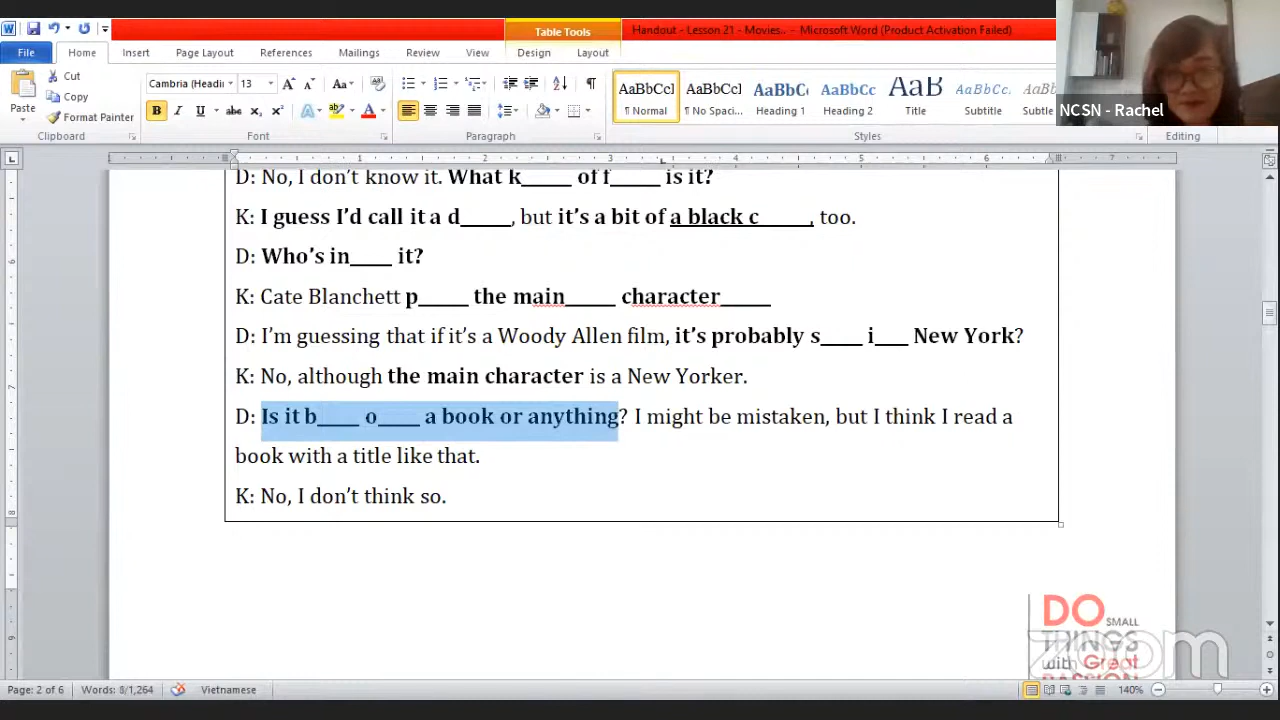 Table Tools
Handout - Lesson 21 - Movies.. - Microsoft Word (Product Activation Failed)
File Home Insert Page Layout References Mailings Review View Design Layout
Cut
Copy
Format Painter
Paste
Clipboard
Cambria (Headi 13
Font
Paragraph
AaBbCcI AaBbCcI AaBbC AaBbCc AaB AaBbCc. AaBbC
¶ Normal ¶ No Spaci... Heading 1 Heading 2 Title Subtitle Subtle
Styles
Editing
NCSN - Rachel
D: No, I don’t know it. What k_____ of f_____ is it?
K: I guess I’d call it a d_____, but it’s a bit of a black c_____, too.
D: Who’s in____ it?
K: Cate Blanchett p_____ the main_____ character_____
D: I’m guessing that if it’s a Woody Allen film, it’s probably s____ i___ New York?
K: No, although the main character is a New Yorker.
D: Is it b____ o____ a book or anything? I might be mistaken, but I think I read a
book with a title like that.
K: No, I don’t think so.
DO SMALL
THINGS
with Great
PASSION
zoom
Page: 2 of 6 Words: 8/1,264 Vietnamese 140%